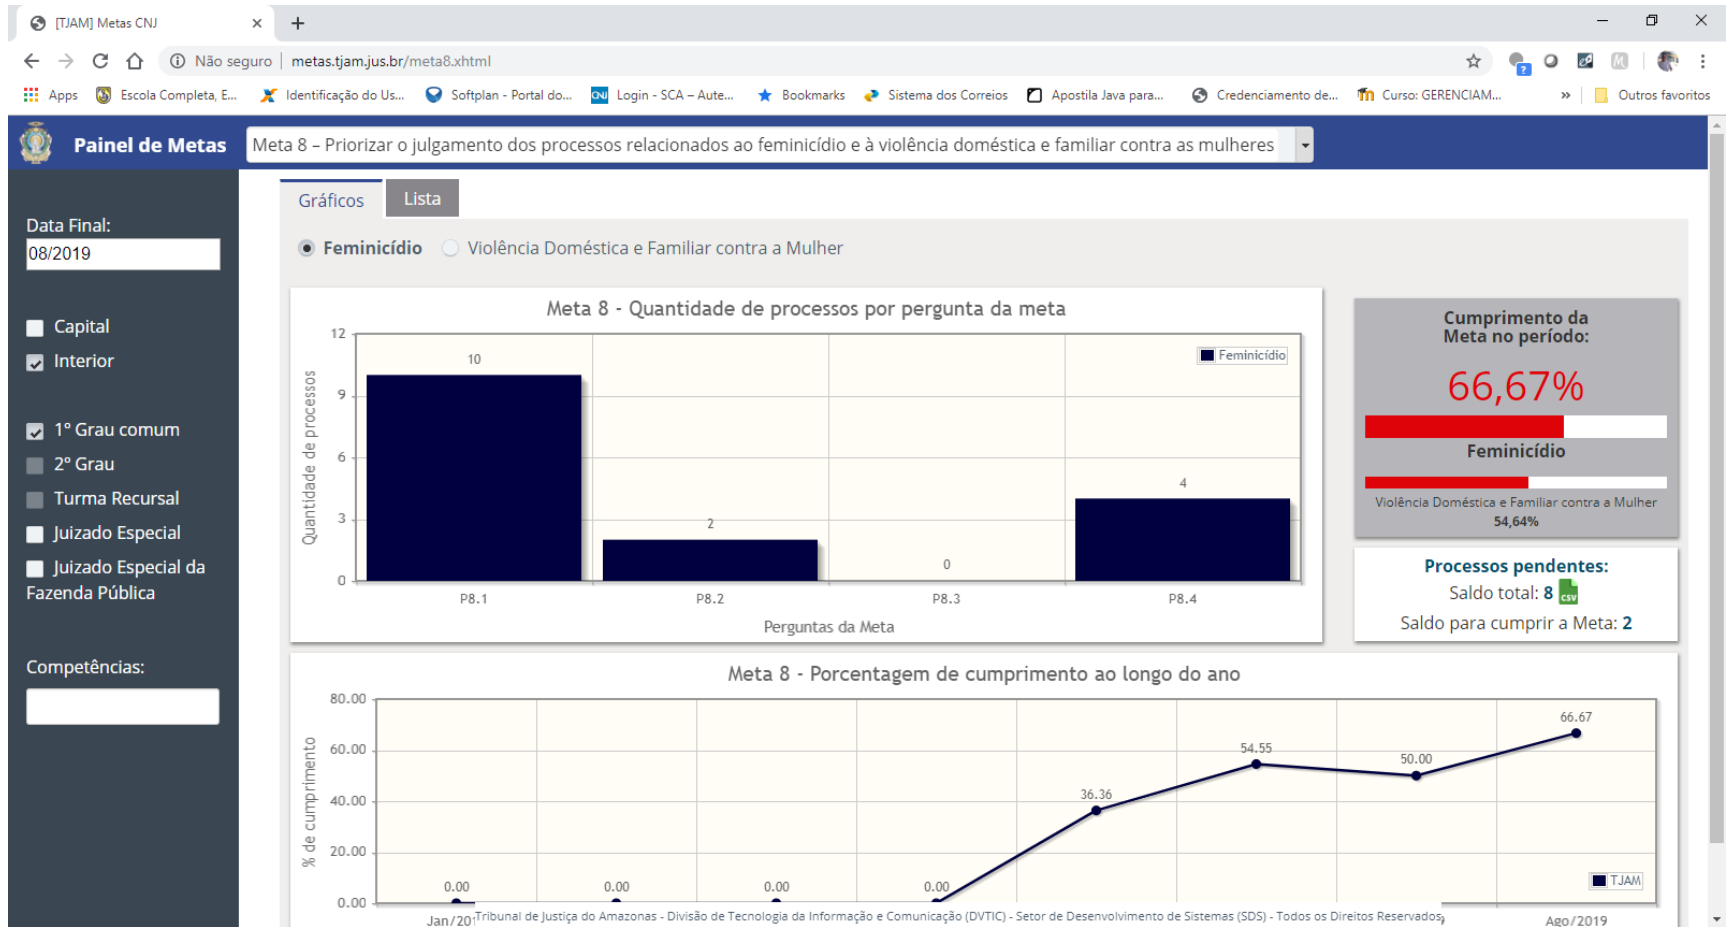 [TJAM] Metas CNJ
Não seguro | metas.tjam.jus.br/meta8.xhtml
Apps Escola Completa, E... Identificação do Us... Softplan - Portal do... CNJ Login - SCA – Aute... Bookmarks Sistema dos Correios Apostila Java para... Credenciamento de... Curso: GERENCIAM... » Outros favoritos
Painel de Metas Meta 8 – Priorizar o julgamento dos processos relacionados ao feminicídio e à violência doméstica e familiar contra as mulheres
Data Final:
08/2019
Capital
Interior
1º Grau comum
2º Grau
Turma Recursal
Juizado Especial
Juizado Especial da
Fazenda Pública
Competências:
Gráficos Lista
Feminicídio Violência Doméstica e Familiar contra a Mulher
Meta 8 - Quantidade de processos por pergunta da meta
Quantidade de processos
12
9
6
3
0
10
2
0
4
Feminicídio
P8.1 P8.2 P8.3 P8.4
Perguntas da Meta
Cumprimento da
Meta no período:
66,67%
Feminicídio
Violência Doméstica e Familiar contra a Mulher
54,64%
Processos pendentes:
Saldo total: 8 csv
Saldo para cumprir a Meta: 2
Meta 8 - Porcentagem de cumprimento ao longo do ano
% de cumprimento
80.00
60.00
40.00
20.00
0.00
0.00 0.00 0.00 0.00 36.36 54.55 50.00 66.67
TJAM
Jan/201 Ago/2019
Tribunal de Justiça do Amazonas - Divisão de Tecnologia da Informação e Comunicação (DVTIC) - Setor de Desenvolvimento de Sistemas (SDS) - Todos os Direitos Reservados